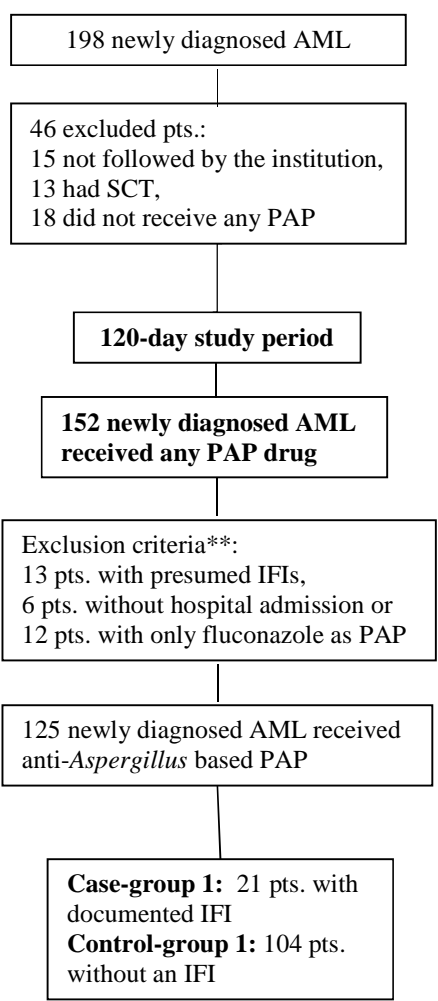 198 newly diagnosed AML
46 excluded pts.:
15 not followed by the institution,
13 had SCT,
18 did not receive any PAP
120-day study period
152 newly diagnosed AML
received any PAP drug
Exclusion criteria**:
13 pts. with presumed IFIs,
6 pts. without hospital admission or
12 pts. with only fluconazole as PAP
125 newly diagnosed AML received
anti-Aspergillus based PAP
Case-group 1: 21 pts. with
documented IFI
Control-group 1: 104 pts.
without an IFI